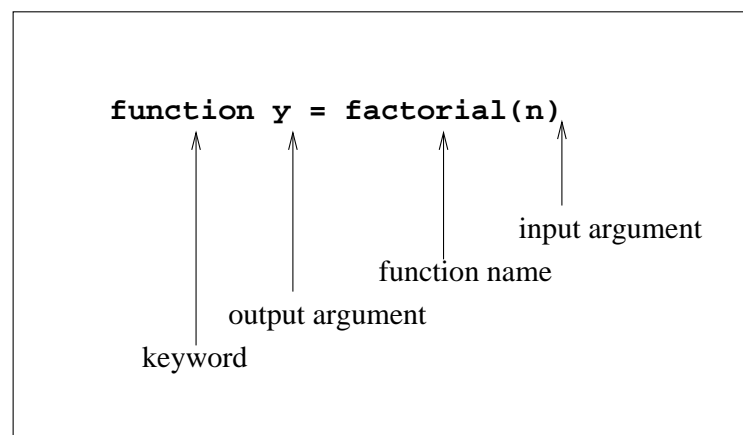 function y = factorial(n)
input argument
function name
output argument
keyword